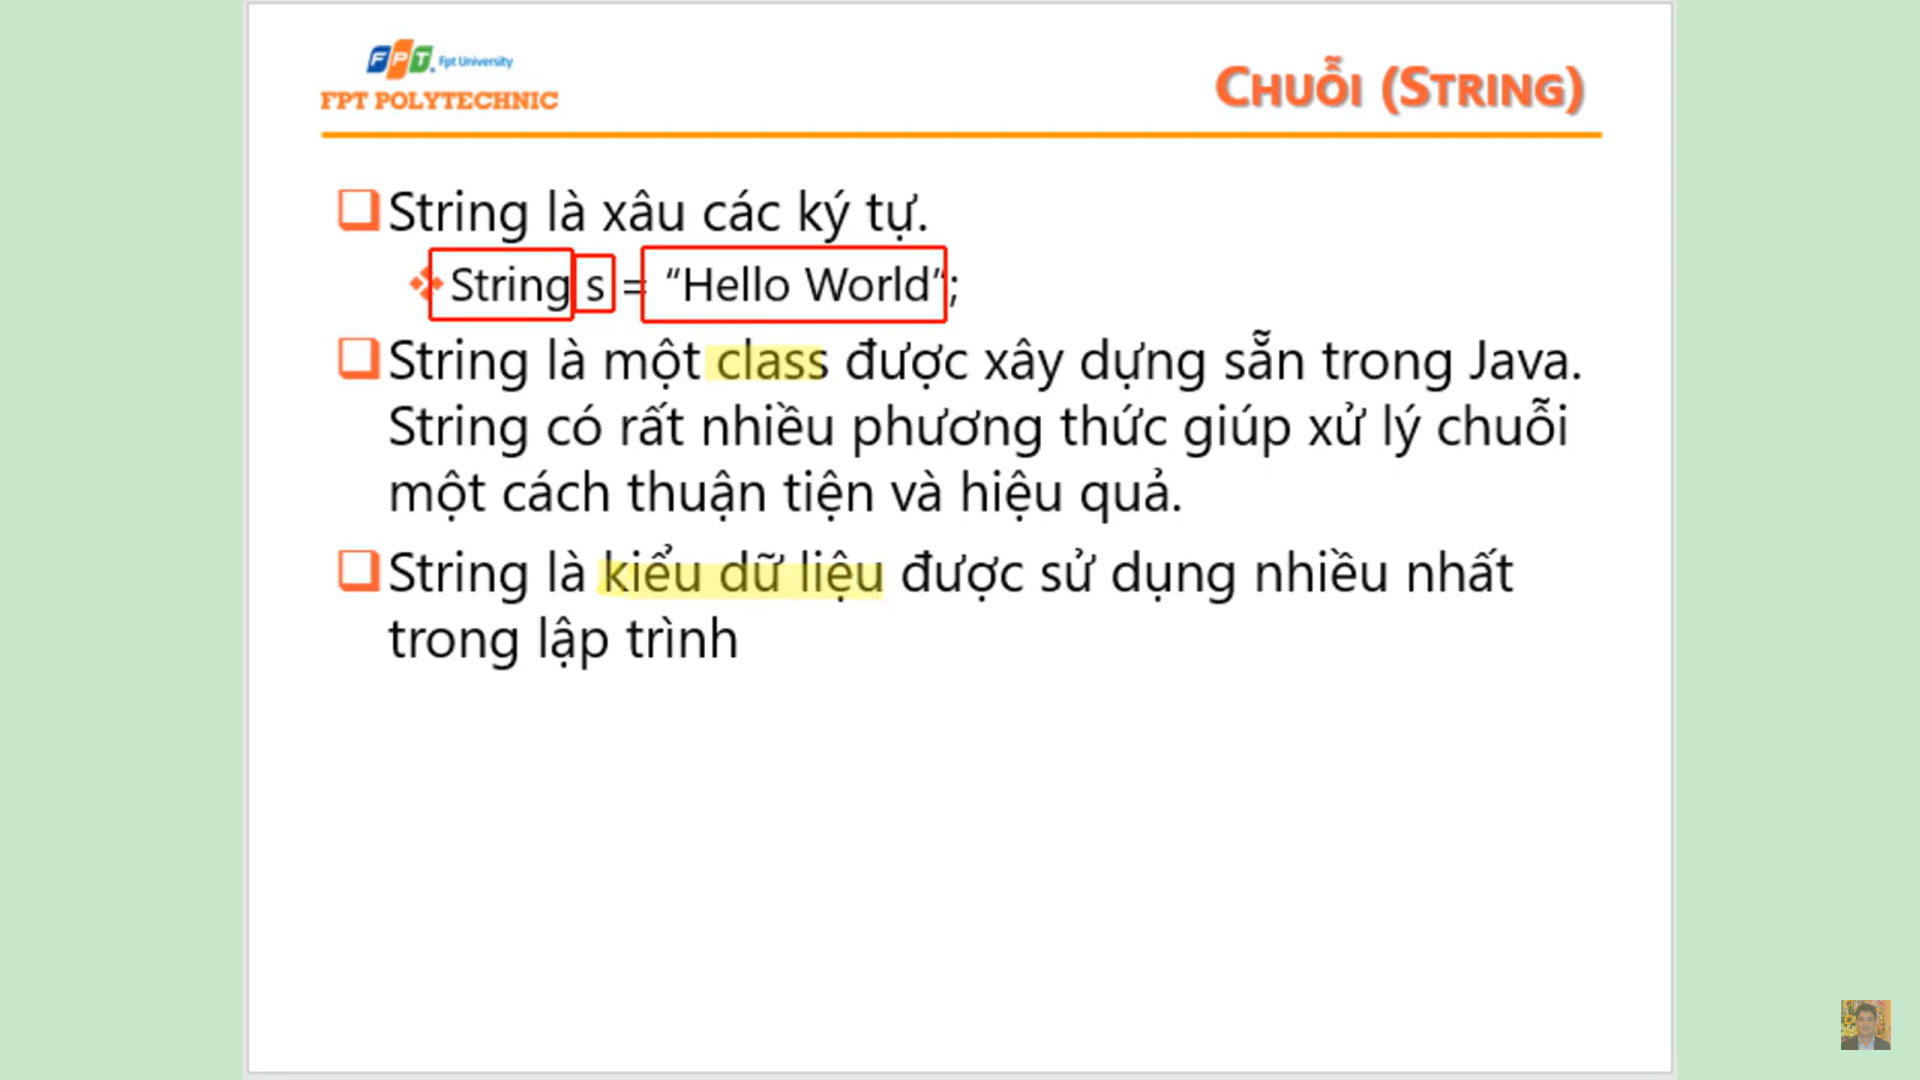 FPT. Fpt University
FPT POLYTECHNIC
CHUỖI (STRING)
String là xâu các ký tự.
String s = “Hello World”;
String là một class được xây dựng sẵn trong Java.
String có rất nhiều phương thức giúp xử lý chuỗi
một cách thuận tiện và hiệu quả.
String là kiểu dữ liệu được sử dụng nhiều nhất
trong lập trình